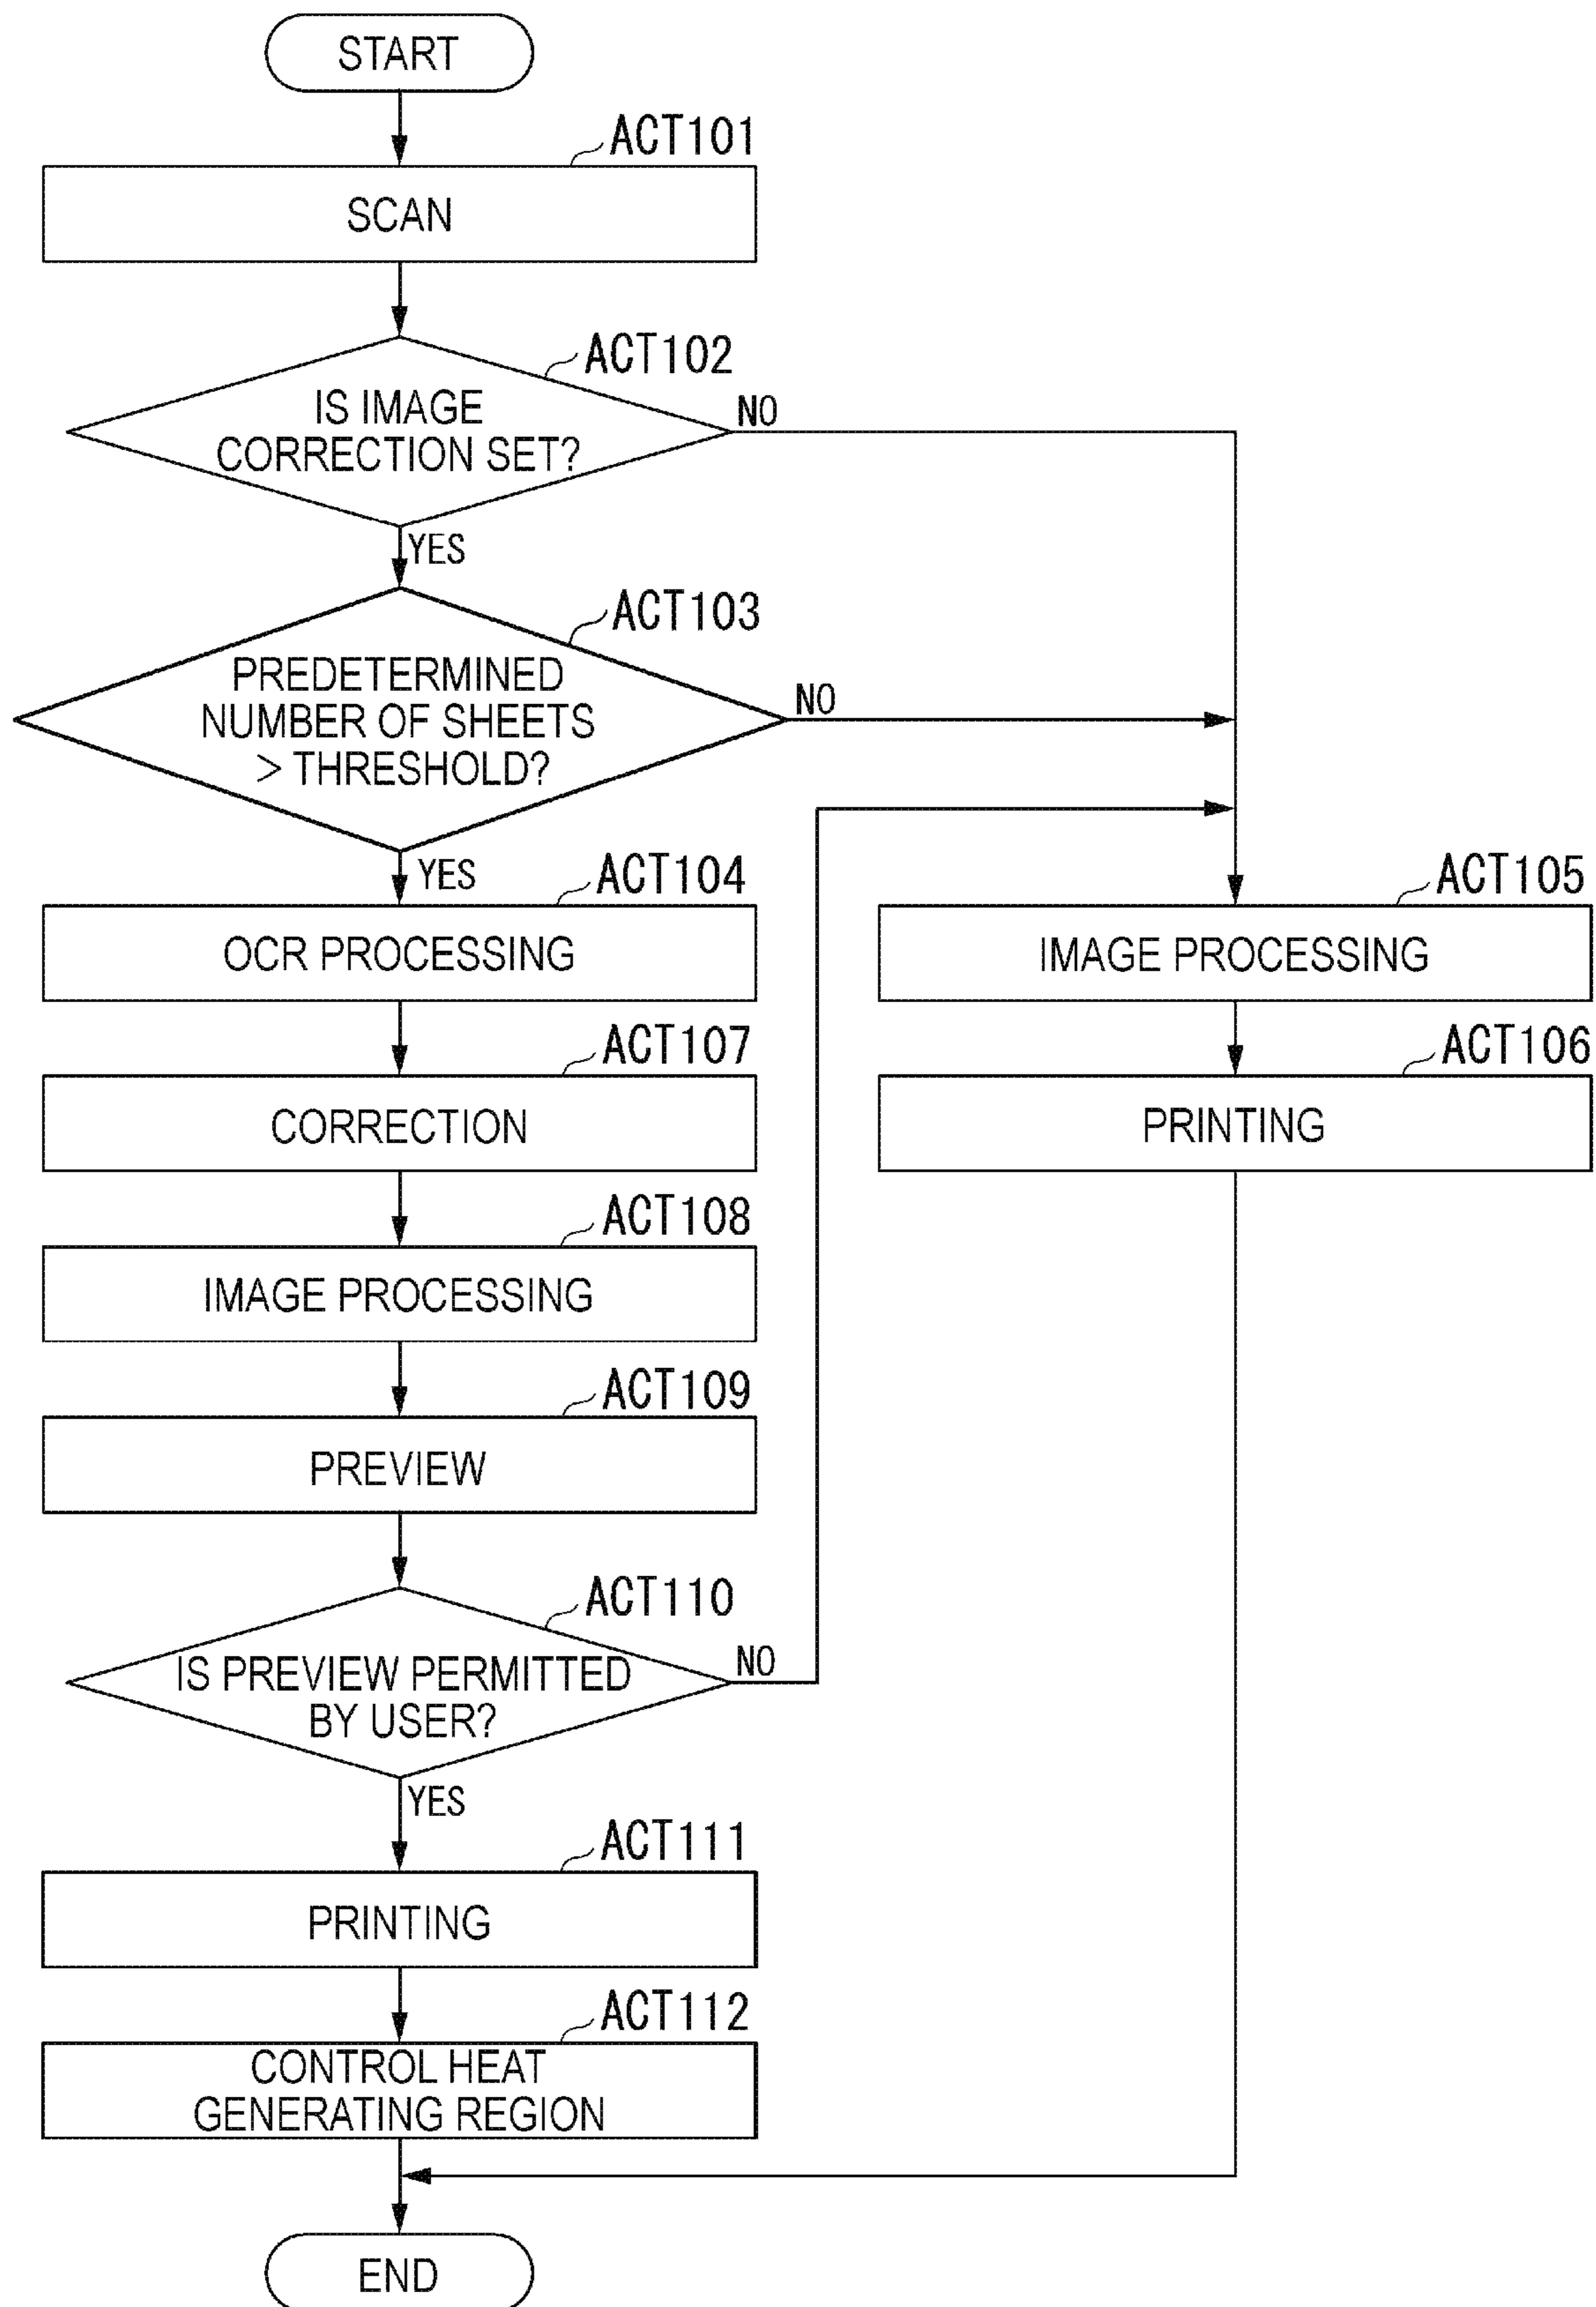 START
ACT101
SCAN
ACT102
IS IMAGE
CORRECTION SET?
NO
YES
ACT103
PREDETERMINED
NUMBER OF SHEETS
> THRESHOLD?
NO
YES
ACT104
OCR PROCESSING
ACT105
IMAGE PROCESSING
ACT107
CORRECTION
ACT106
PRINTING
ACT108
IMAGE PROCESSING
ACT109
PREVIEW
ACT110
IS PREVIEW PERMITTED
BY USER?
NO
YES
ACT111
PRINTING
ACT112
CONTROL HEAT
GENERATING REGION
END